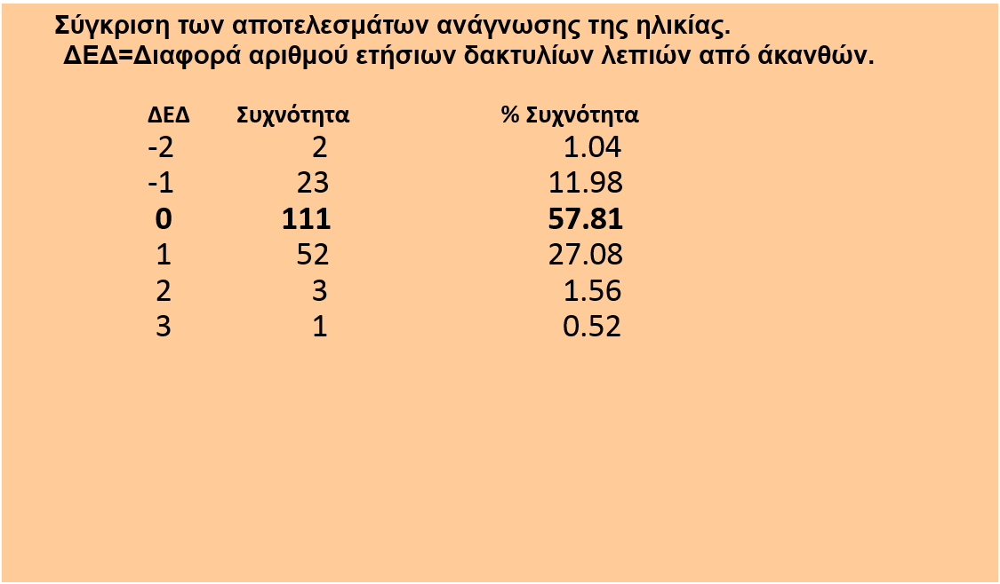 Σύγκριση των αποτελεσμάτων ανάγνωσης της ηλικίας.
ΔΕΔ=Διαφορά αριθμού ετήσιων δακτυλίων λεπιών από άκανθών.
ΔΕΔ Συχνότητα % Συχνότητα
-2 2 1.04
-1 23 11.98
0 111 57.81
1 52 27.08
2 3 1.56
3 1 0.52